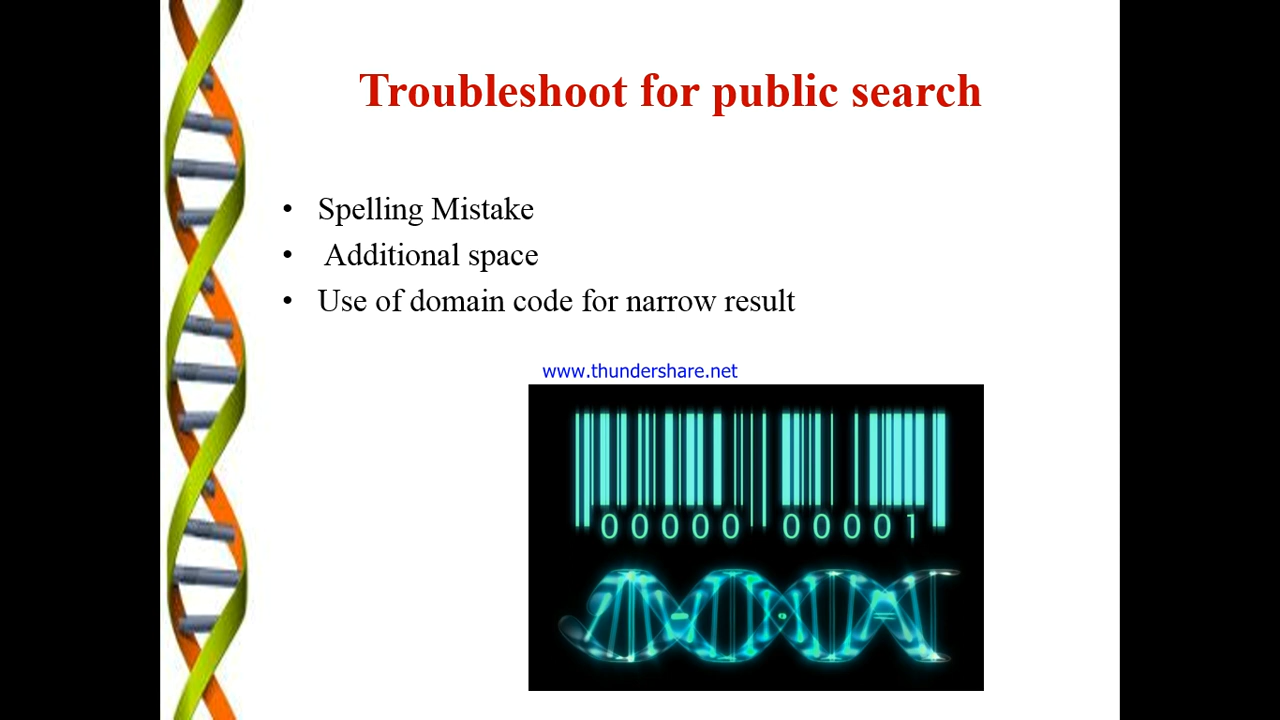 Troubleshoot for public search
• Spelling Mistake
• Additional space
• Use of domain code for narrow result
www.thundershare.net
00000 00001